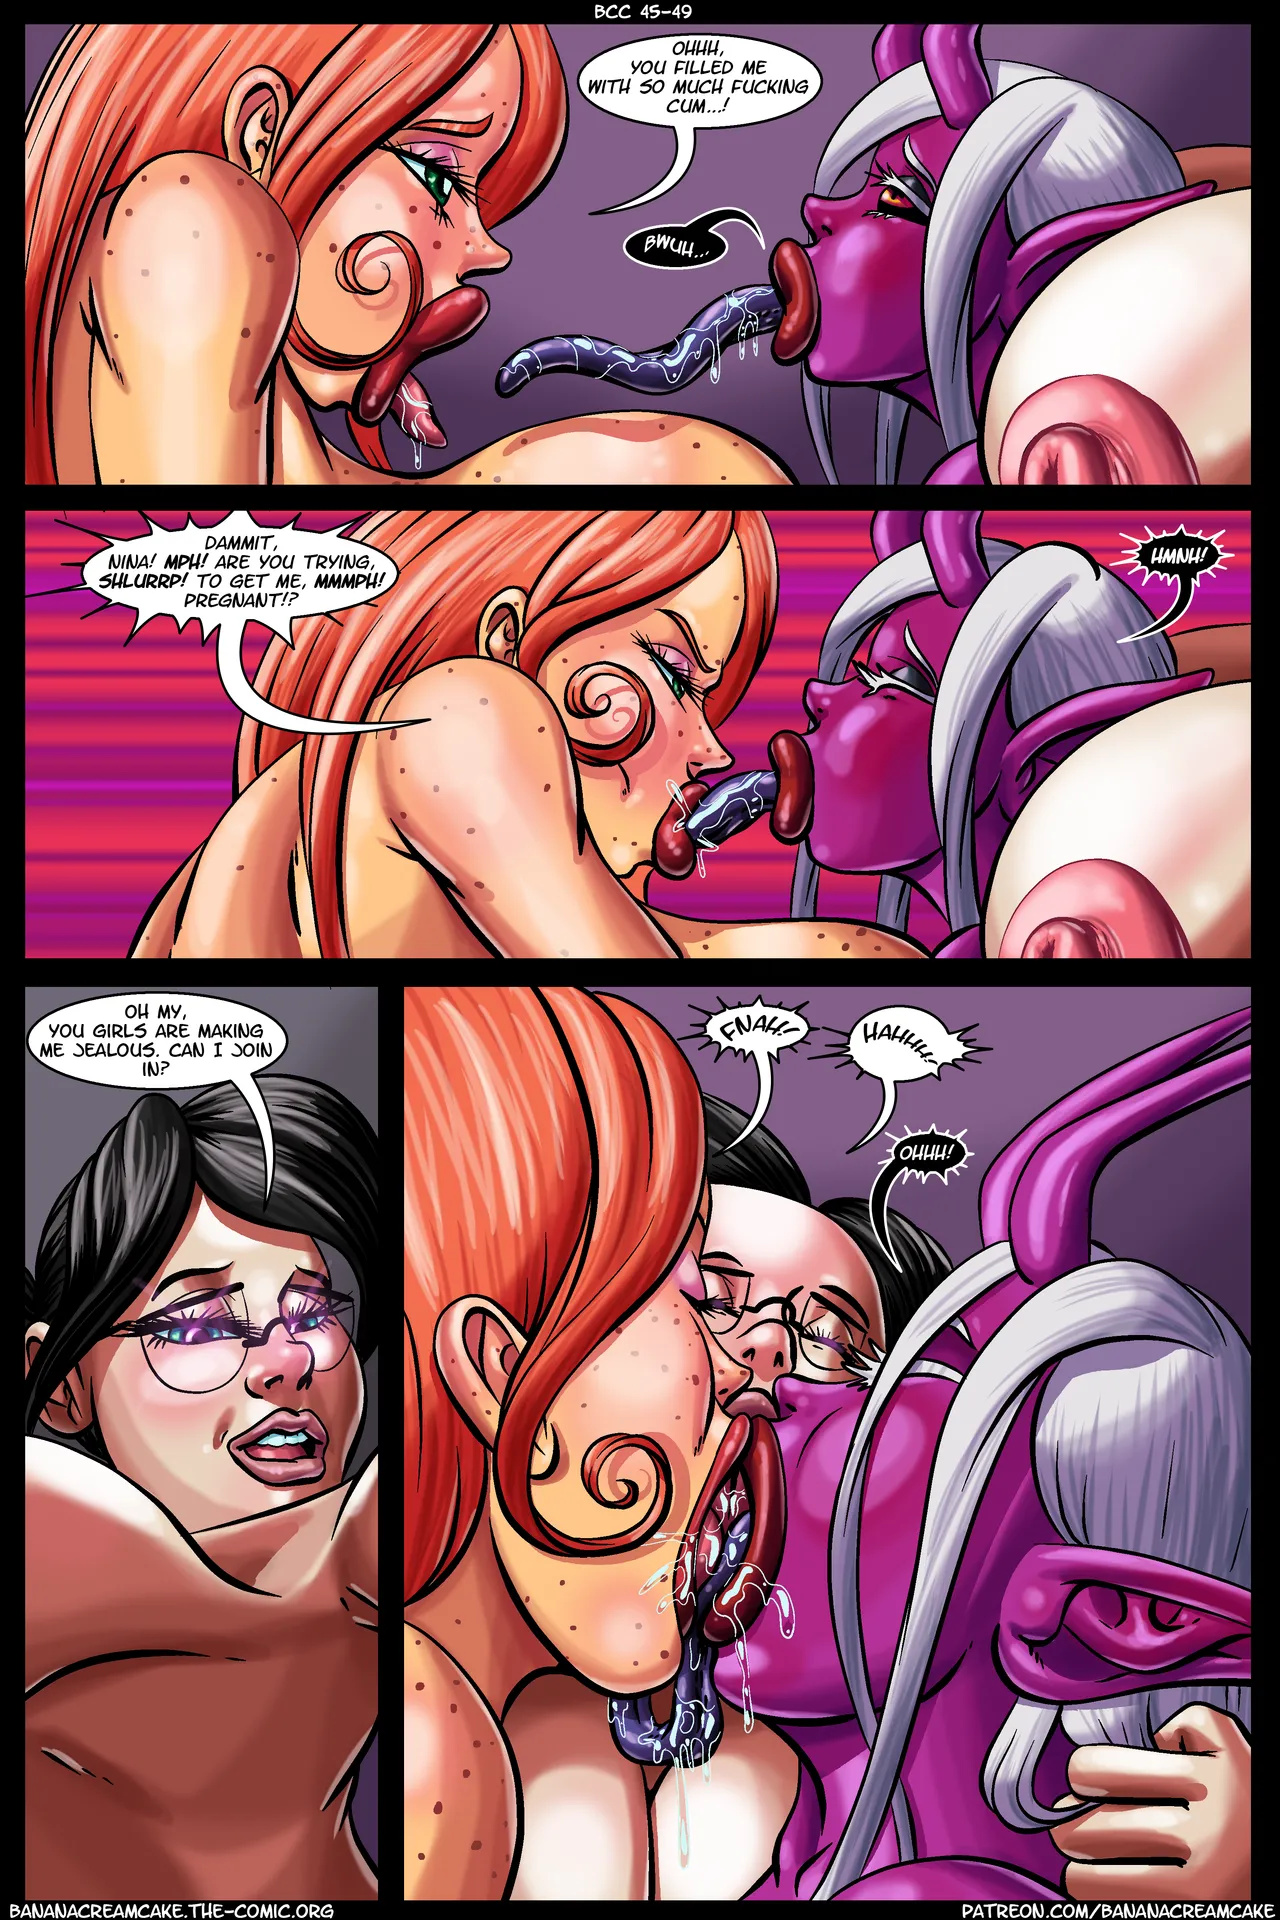 BCC 45-49
OHHH,
YOU FILLED ME
WITH SO MUCH FUCKING
CUM...!
BWUH...
DAMMIT,
NINA! MPH! ARE YOU TRYING,
SHLURRP! TO GET ME, MMMPH!
PREGNANT!?
HMNH!
OH MY,
YOU GIRLS ARE MAKING
ME JEALOUS. CAN I JOIN
IN?
FNAH!
HAHHH!
OHHH!
BANANACREAMCAKE.THE-COMIC.ORG
PATREON.COM/BANANACREAMCAKE